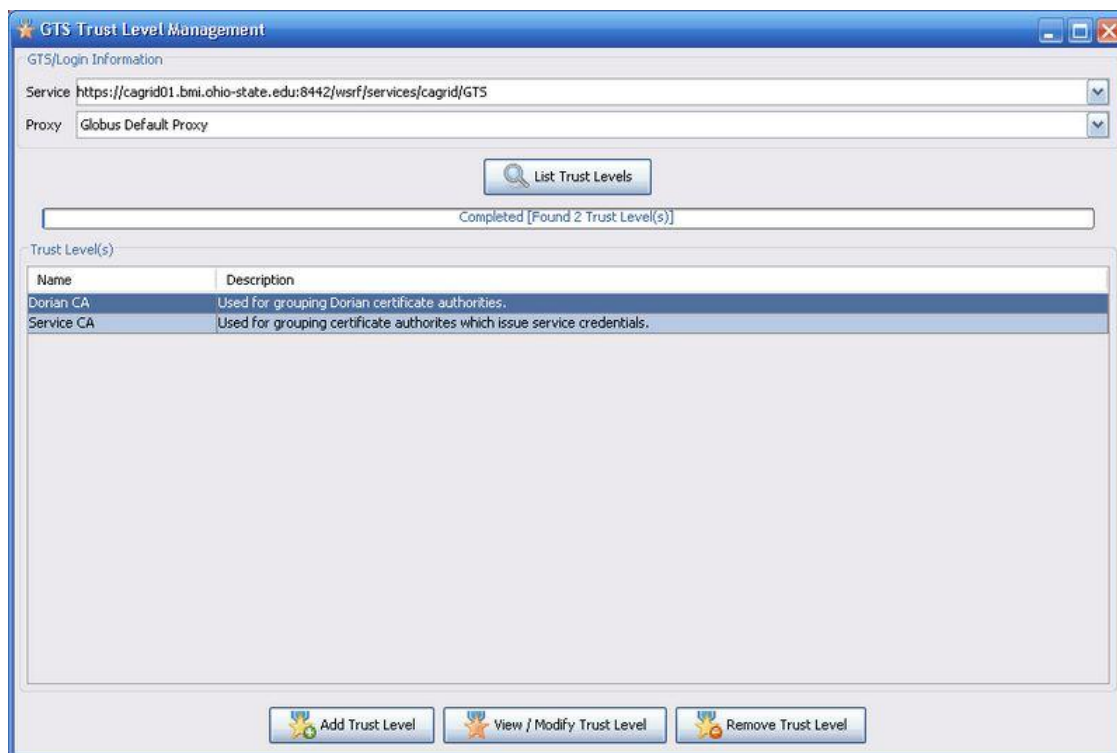 GTS Trust Level Management
GTS/Login Information
Service https://cagrid01.bmi.ohio-state.edu:8442/wsrf/services/cagrid/GTS
Proxy Globus Default Proxy
List Trust Levels
Completed [Found 2 Trust Level(s)]
Trust Level(s)
Name Description
Dorian CA Used for grouping Dorian certificate authorities.
Service CA Used for grouping certificate authorites which issue service credentials.
Add Trust Level View / Modify Trust Level Remove Trust Level